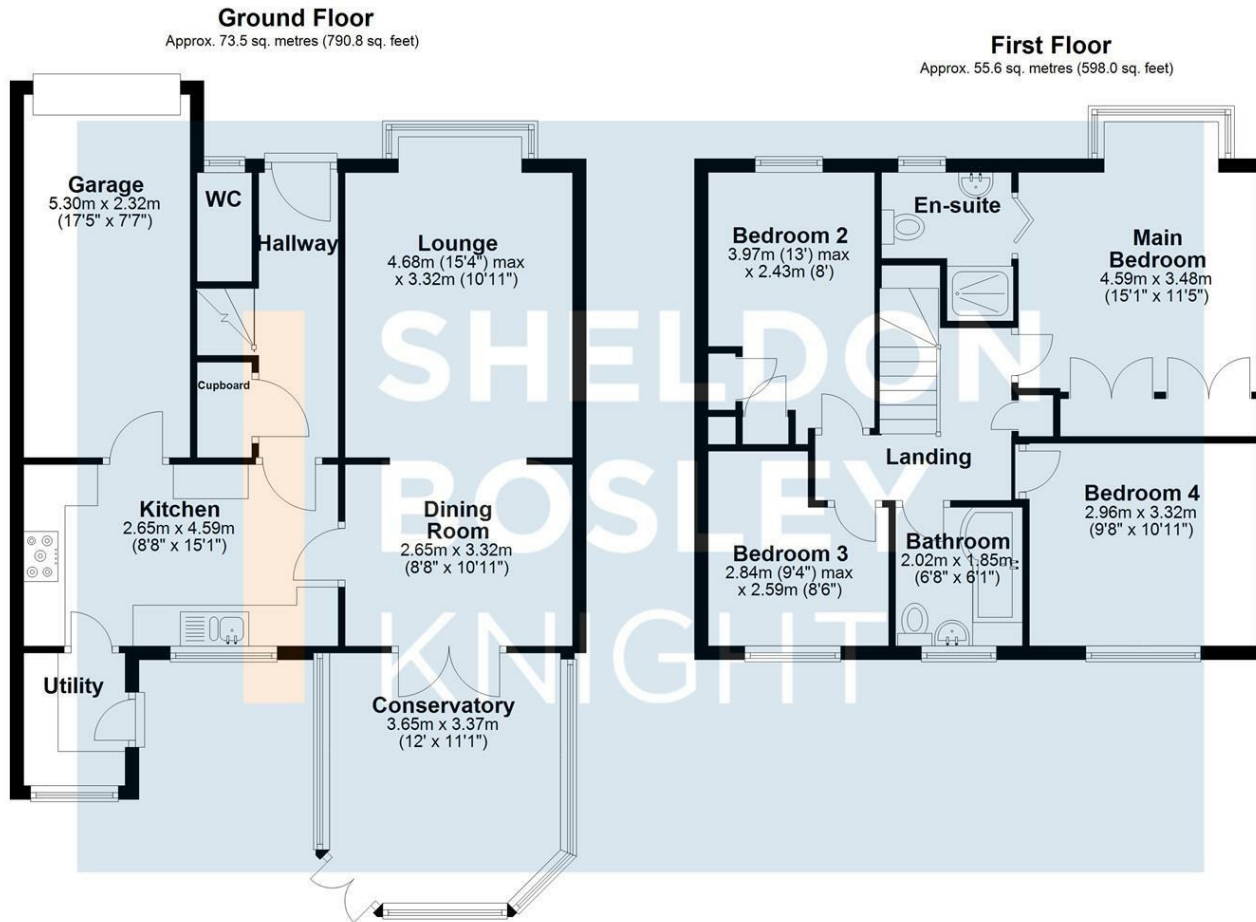 Ground Floor
Approx. 73.5 sq. metres (790.8 sq. feet)
First Floor
Approx. 55.6 sq. metres (598.0 sq. feet)
Garage
5.30m x 2.32m
(17'5" x 7'7")
WC
Hallway
Lounge
4.68m (15'4") max
x 3.32m (10'11")
Cupboard
Kitchen
2.65m x 4.59m
(8'8" x 15'1")
Dining
Room
2.65m x 3.32m
(8'8" x 10'11")
Utility
Conservatory
3.65m x 3.37m
(12' x 11'1")
Bedroom 2
3.97m (13') max
x 2.43m (8')
En-suite
Main
Bedroom
4.59m x 3.48m
(15'1" x 11'5")
Landing
Bedroom 3
2.84m (9'4") max
x 2.59m (8'6")
Bathroom
2.02m x 1.85m
(6'8" x 6'1")
Bedroom 4
2.96m x 3.32m
(9'8" x 10'11")
SHELDON
BOSLEY
KNIGHT